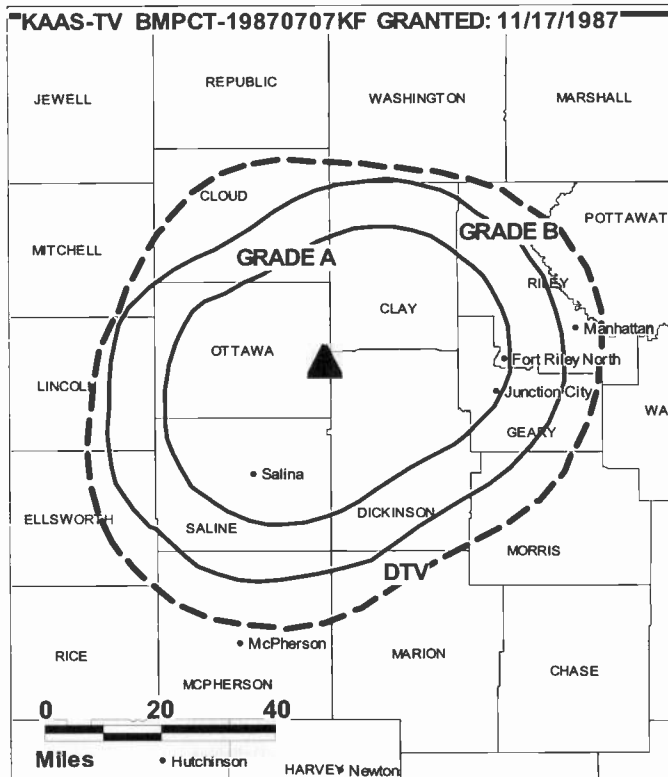 KAAS-TV BMPCT-19870707KF GRANTED: 11/17/1987
REPUBLIC
JEWELL
WASHINGTON
MARSHALL
CLOUD
POTTAWAT
GRADE B
MITCHELL
GRADE A
RILEY
CLAY
Manhattan
OTTAWA
Fort Riley North
LINCOLN
Junction City
WA
GEARY
Salina
DICKINSON
ELLSWORTH
SALINE
MORRIS
DTV
McPherson
RICE
MARION
CHASE
MCPHERSON
0 20 40
Miles
Hutchinson
HARVEY Newton